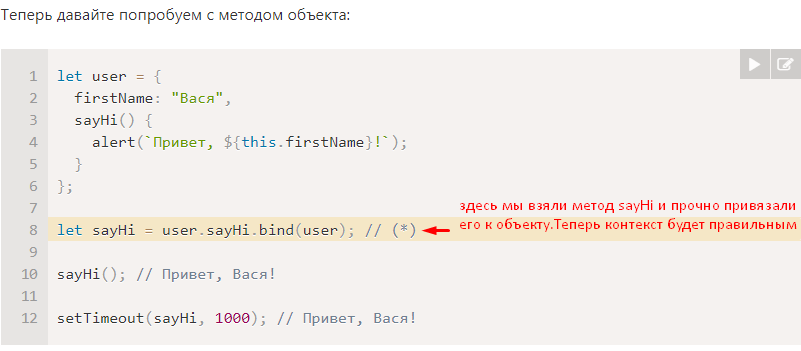 Теперь давайте попробуем с методом объекта:
1 let user = {
2   firstName: "Вася",
3   sayHi() {
4     alert(`Привет, ${this.firstName}!`);
5   }
6 };
7
здесь мы взяли метод sayHi и прочно привязали
8 let sayHi = user.sayHi.bind(user); // (*)
его к объекту.Теперь контекст будет правильным
9
10 sayHi(); // Привет, Вася!
11
12 setTimeout(sayHi, 1000); // Привет, Вася!